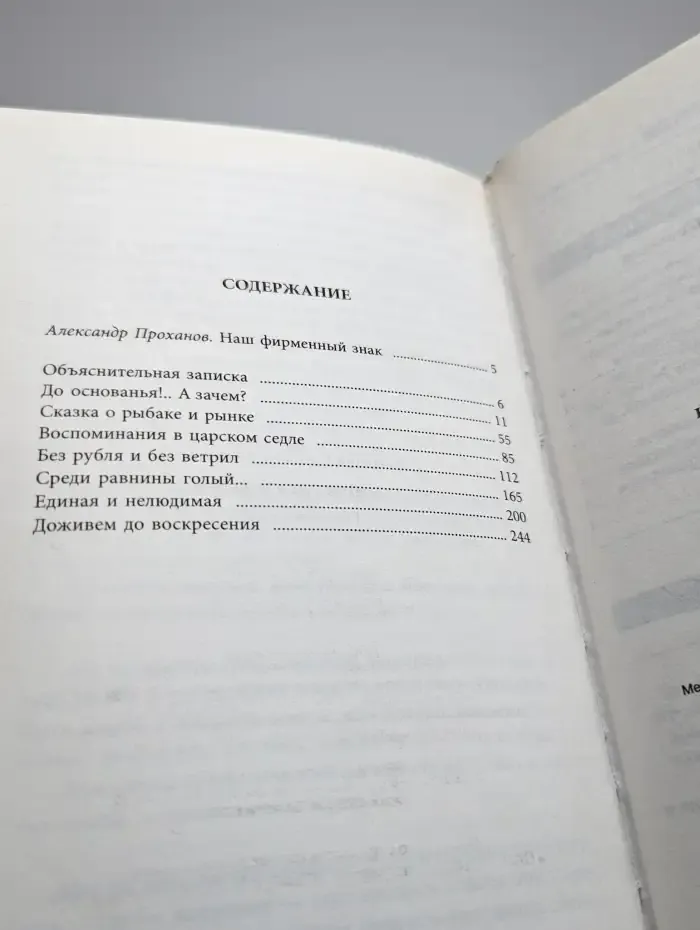 СОДЕРЖАНИЕ
Александр Проханов. Наш фирменный знак ........ 5
Объяснительная записка ........ 6
До основанья!.. А зачем? ........ 11
Сказка о рыбаке и рынке ........ 55
Воспоминания в царском седле ........ 85
Без рубля и без ветрил ........ 112
Среди равнины голый... ........ 165
Единая и нелюдимая ........ 200
Доживем до воскресения ........ 244
Ме